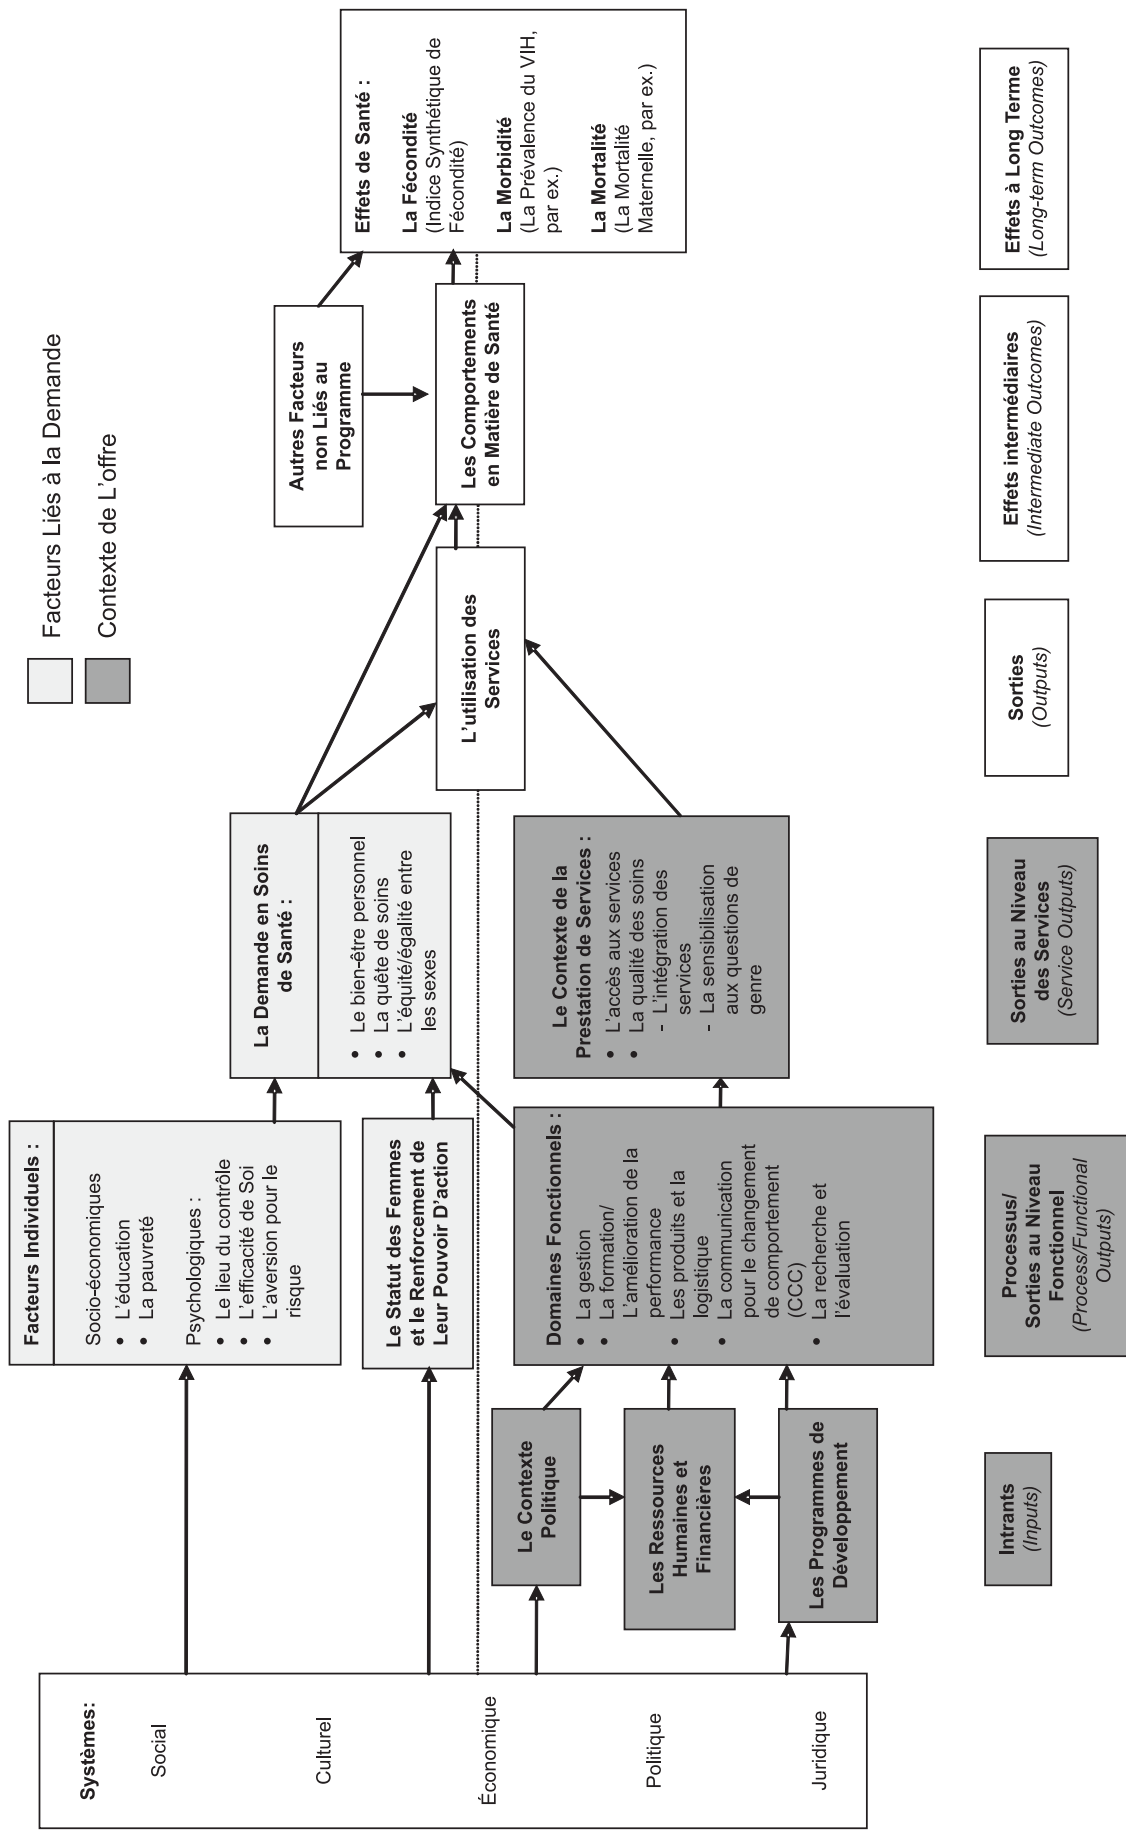 Facteurs Liés à la Demande
Contexte de L'offre
Systèmes:
Social
Culturel
Économique
Politique
Juridique
Facteurs Individuels :
Socio-économiques
• L'éducation
• La pauvreté
Psychologiques :
• Le lieu du contrôle
• L'efficacité de Soi
• L'aversion pour le
risque
Le Statut des Femmes
et le Renforcement de
Leur Pouvoir D'action
Le Contexte
Politique
Les Ressources
Humaines et
Financières
Les Programmes de
Développement
Domaines Fonctionnels :
• La gestion
• La formation/
L'amélioration de la
performance
• Les produits et la
logistique
• La communication
pour le changement
de comportement
(CCC)
• La recherche et
l'évaluation
La Demande en Soins
de Santé :
• Le bien-être personnel
• La quête de soins
• L'équité/égalité entre
les sexes
Le Contexte de la
Prestation de Services :
• L'accès aux services
• La qualité des soins
- L'intégration des
services
- La sensibilisation
aux questions de
genre
L'utilisation des
Services
Autres Facteurs
non Liés au
Programme
Les Comportements
en Matière de Santé
Effets de Santé :
La Fécondité
(Indice Synthétique de
Fécondité)
La Morbidité
(La Prévalence du VIH,
par ex.)
La Mortalité
(La Mortalité
Maternelle, par ex.)
Intrants
(Inputs)
Processus/
Sorties au Niveau
Fonctionnel
(Process/Functional
Outputs)
Sorties au Niveau
des Services
(Service Outputs)
Sorties
(Outputs)
Effets intermédiaires
(Intermediate Outcomes)
Effets à Long Terme
(Long-term Outcomes)